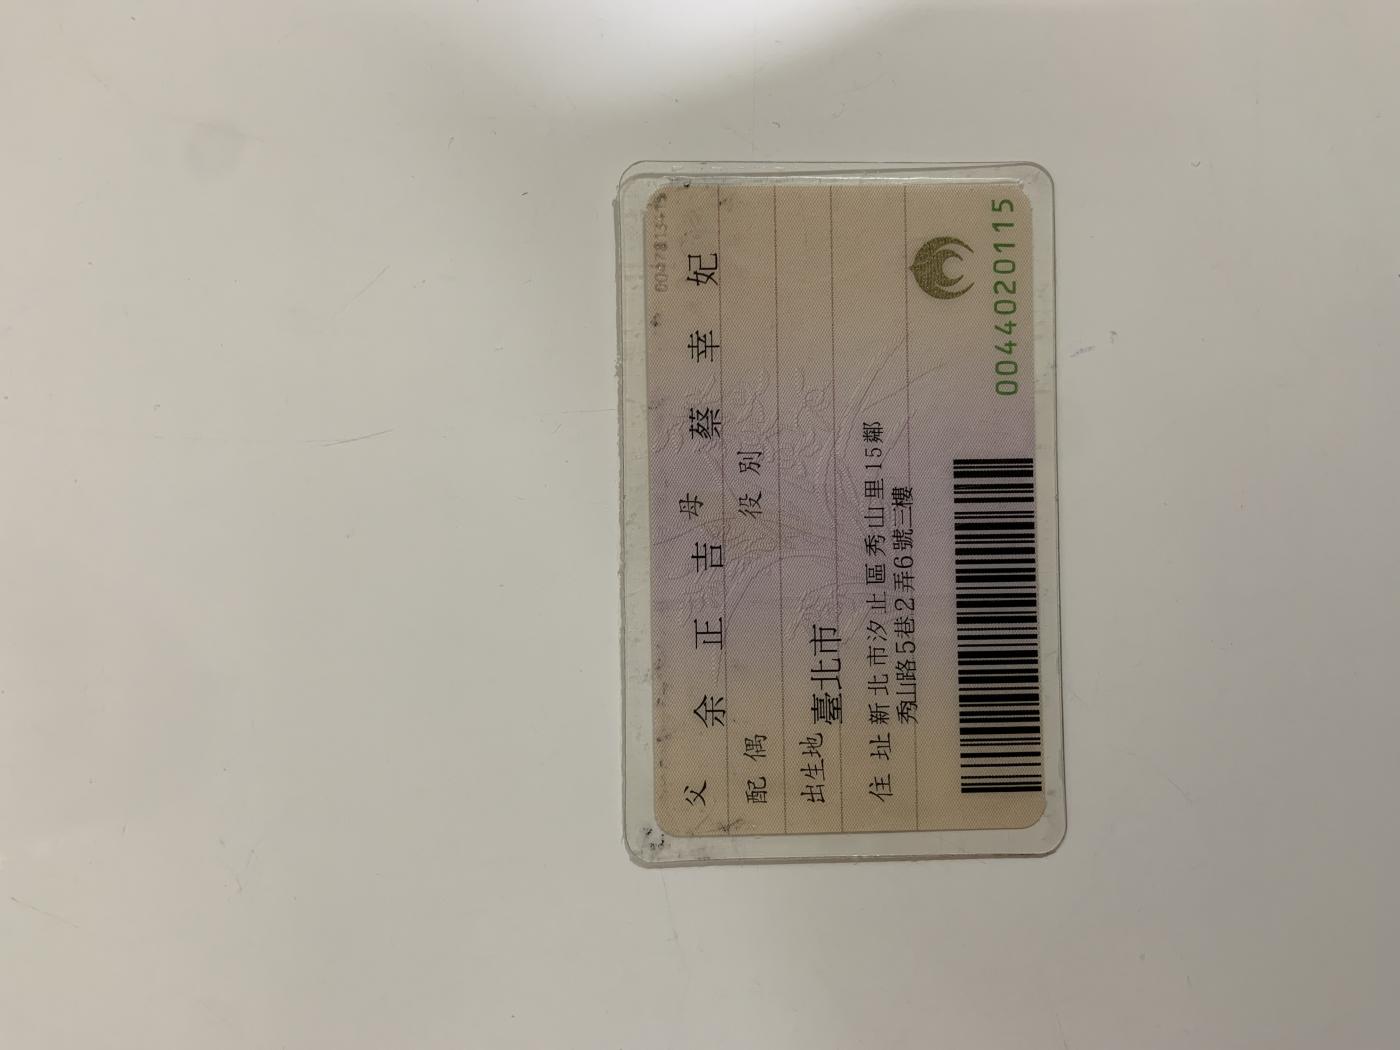 父 余正吉 母 蔡幸妃
配偶 役別
出生地 臺北市
住址 新北市汐止區秀山里15鄰
秀山路5巷2弄6號三樓
0044020115